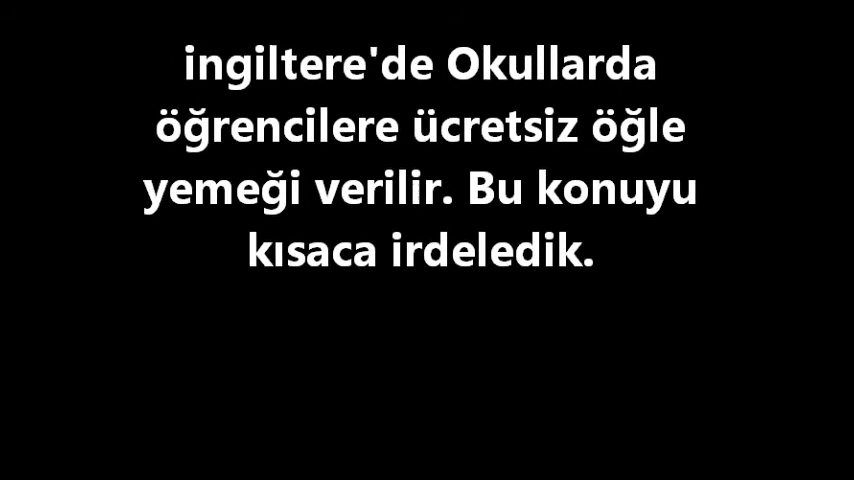 ingiltere'de Okullarda
öğrencilere ücretsiz öğle
yemeği verilir. Bu konuyu
kısaca irdeledik.